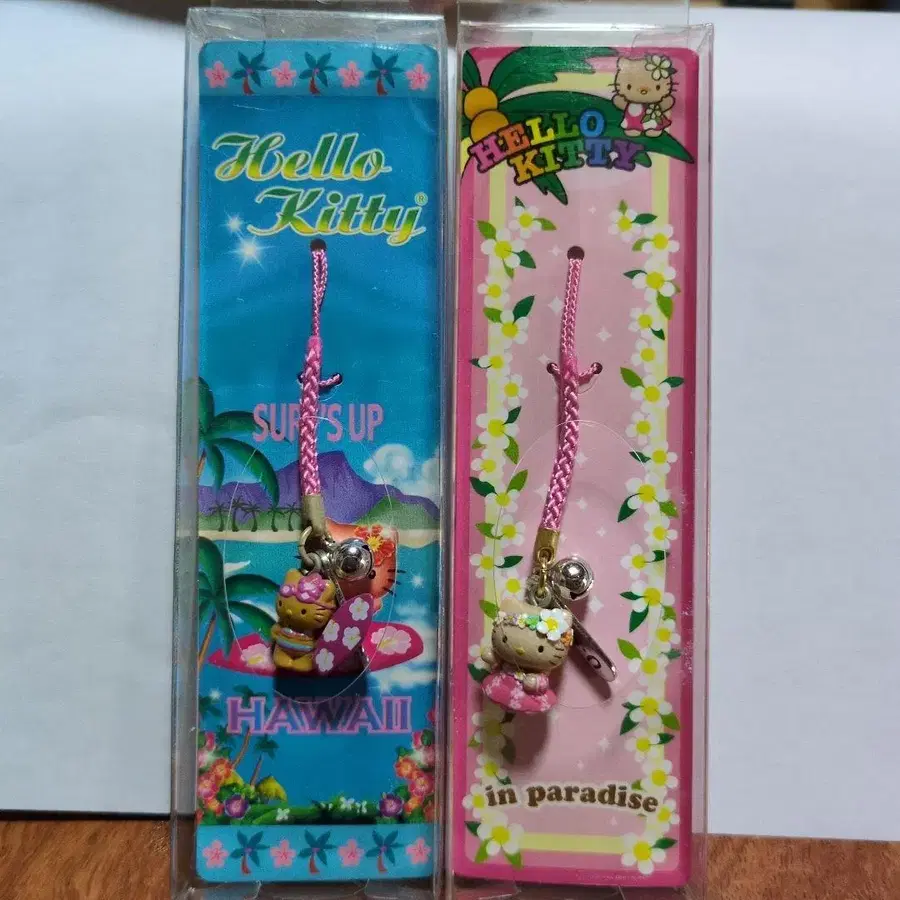 Hello
Kitty®
SURF'S UP
HAWAII
HELLO
KITTY
in paradise